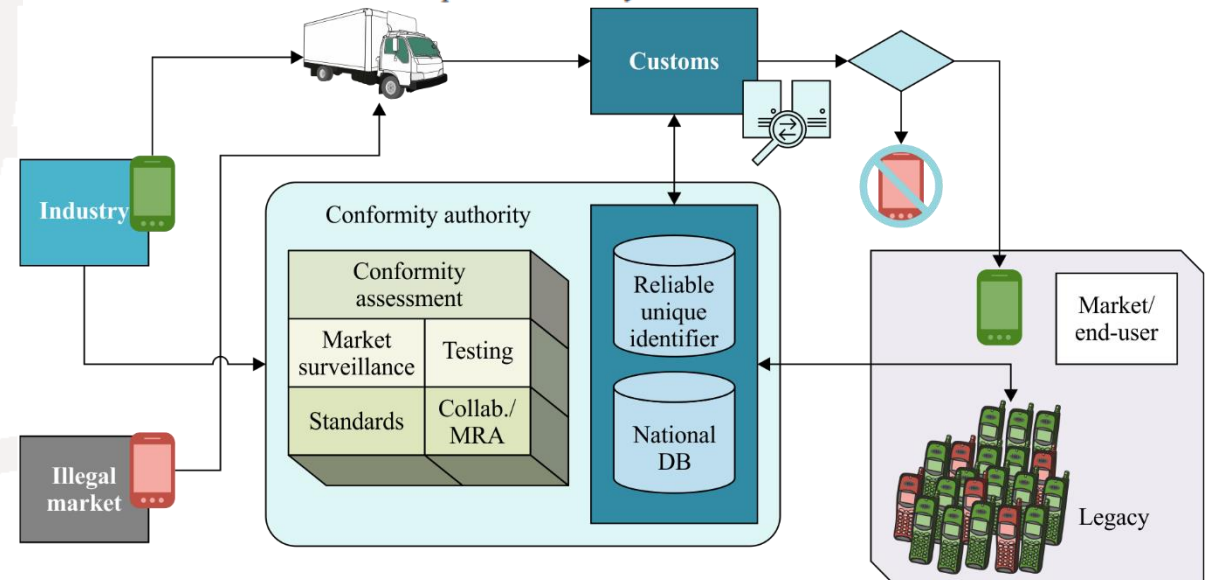 Customs
Industry
Conformity authority
Conformity
assessment
Market
surveillance
Testing
Standards
Collab./
MRA
Reliable
unique
identifier
National
DB
Market/
end-user
Illegal
market
Legacy